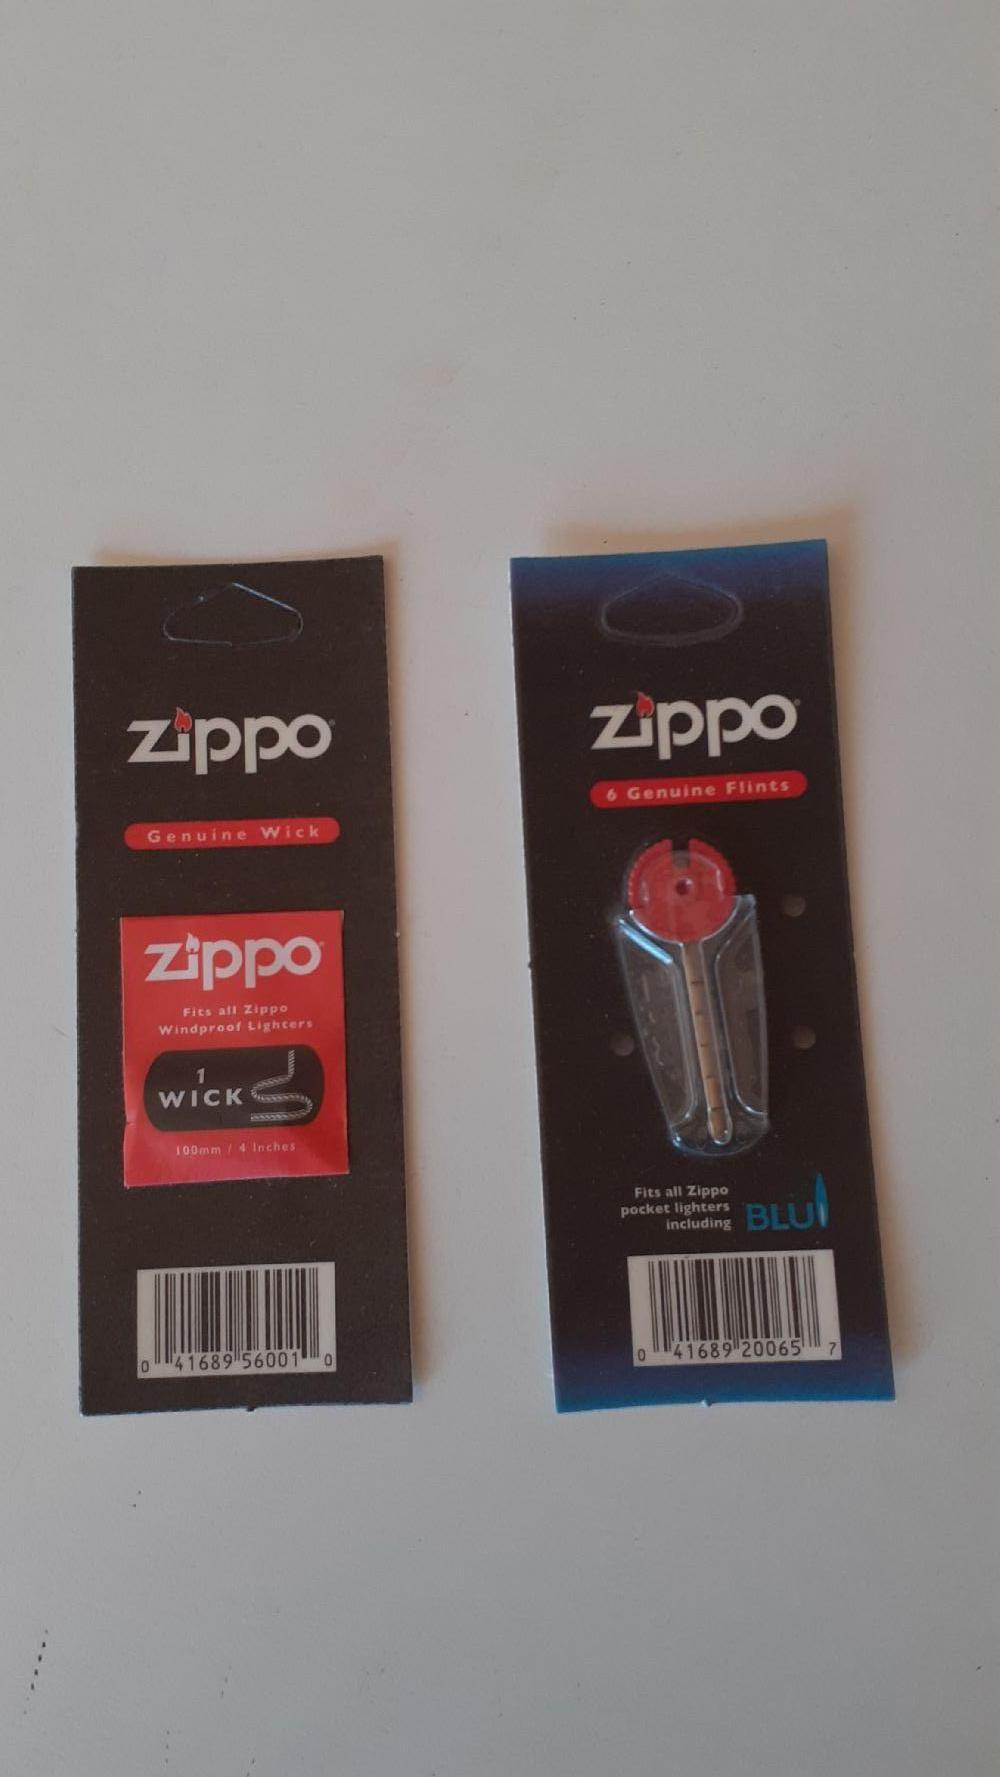 zippo
Genuine Wick
zippo
Fits all Zippo
Windproof Lighters
1
WICK
100mm / 4 Inches
0 41689 56001 0
zippo
6 Genuine Flints
Fits all Zippo
pocket lighters
including
BLU
0 41689 20065 7